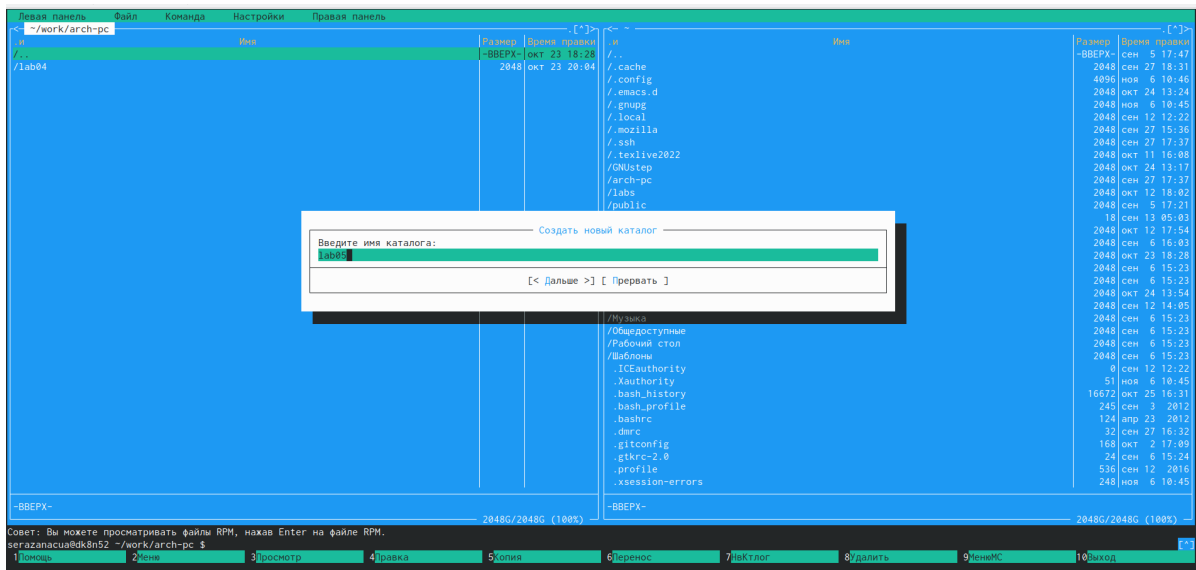 Левая панель Файл Команда Настройки Правая панель
<- ~/work/arch-pc .[^]>
.и Имя Размер Время правки
/.. -ВВЕРХ- окт 23 18:28
/lab04 2048 окт 23 20:04
-ВВЕРХ-
2048G/2048G (100%)
<- ~ .[^]>
.и Имя Размер Время правки
/.. -ВВЕРХ- сен 5 17:47
/.cache 2048 сен 27 18:31
/.config 4096 ноя 6 10:46
/.emacs.d 2048 окт 24 13:24
/.gnupg 2048 ноя 6 10:45
/.local 2048 сен 12 12:22
/.mozilla 2048 сен 27 15:36
/.ssh 2048 сен 27 17:37
/.texlive2022 2048 окт 11 16:08
/GNUstep 2048 окт 24 13:17
/arch-pc 2048 сен 27 17:37
/labs 2048 окт 12 18:02
/public 2048 сен 5 17:21
18 сен 13 05:03
2048 окт 12 17:54
2048 сен 6 16:03
2048 окт 23 18:28
2048 сен 6 15:23
2048 сен 6 15:23
2048 окт 24 13:54
2048 сен 12 14:05
/Музыка 2048 сен 6 15:23
/Общедоступные 2048 сен 6 15:23
/Рабочий стол 2048 сен 6 15:23
/Шаблоны 2048 сен 6 15:23
.ICEauthority 0 сен 12 12:22
.Xauthority 51 ноя 6 10:45
.bash_history 16672 окт 25 16:31
.bash_profile 245 сен 3 2012
.bashrc 124 апр 23 2012
.dmrc 32 сен 27 16:32
.gitconfig 168 окт 2 17:09
.gtkrc-2.0 24 сен 6 15:24
.profile 536 сен 12 2016
.xsession-errors 248 ноя 6 10:45
-ВВЕРХ-
2048G/2048G (100%)
Создать новый каталог
Введите имя каталога:
lab05
[< Дальше >] [ Прервать ]
Совет: Вы можете просматривать файлы RPM, нажав Enter на файле RPM.
serazanacua@dk8n52 ~/work/arch-pc $ [^]
1Помощь 2Меню 3Просмотр 4Правка 5Копия 6Перенос 7НвКтлог 8Удалить 9МенюMC 10Выход